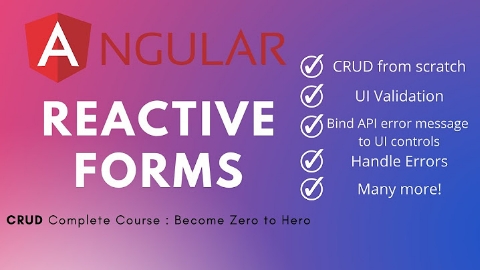 ANGULAR
REACTIVE
FORMS
CRUD Complete Course : Become Zero to Hero
CRUD from scratch
UI Validation
Bind API error message
to UI controls
Handle Errors
Many more!